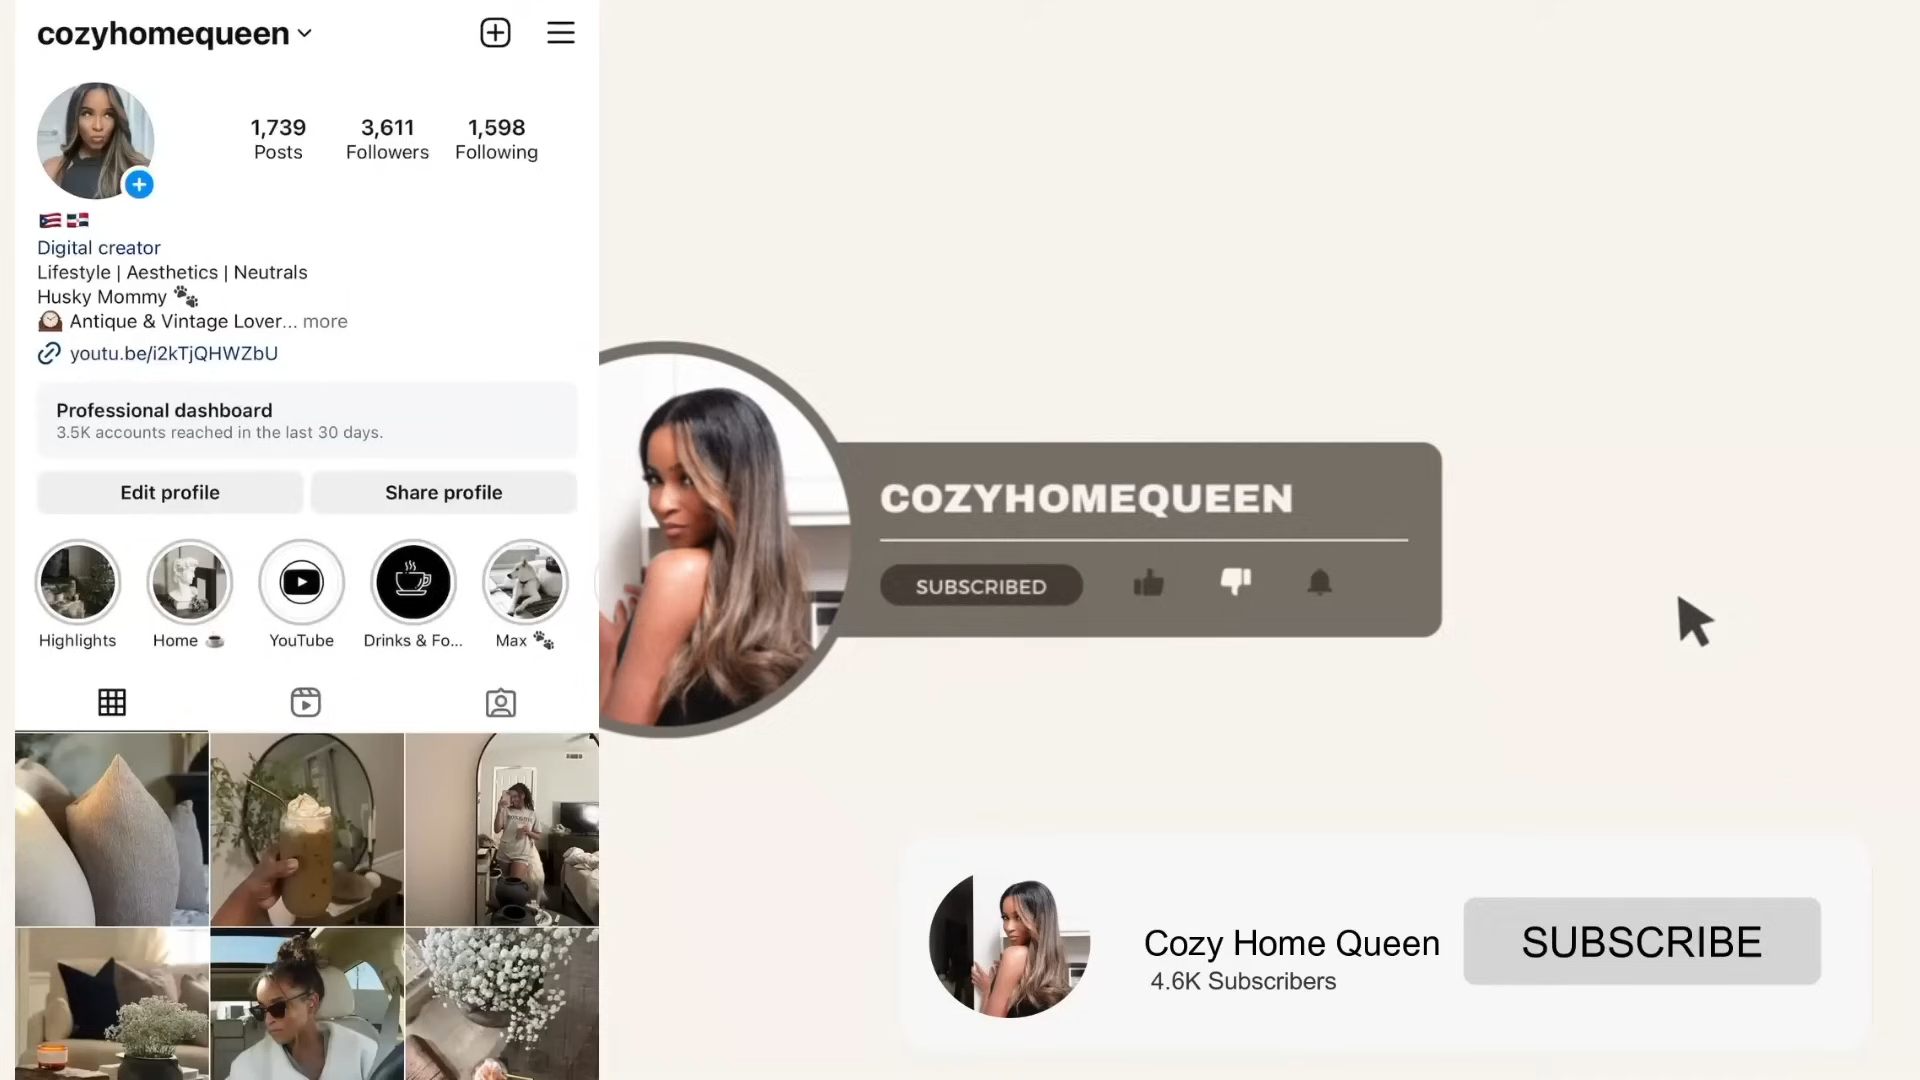 cozyhomequeen
1,739 3,611 1,598
Posts Followers Following
Digital creator
Lifestyle | Aesthetics | Neutrals
Husky Mommy
Antique & Vintage Lover... more
youtu.be/i2kTjQHWZbU
Professional dashboard
3.5K accounts reached in the last 30 days.
Edit profile Share profile
Highlights Home YouTube Drinks & Fo... Max
COZYHOMEQUEEN
SUBSCRIBED
Cozy Home Queen
4.6K Subscribers
SUBSCRIBE